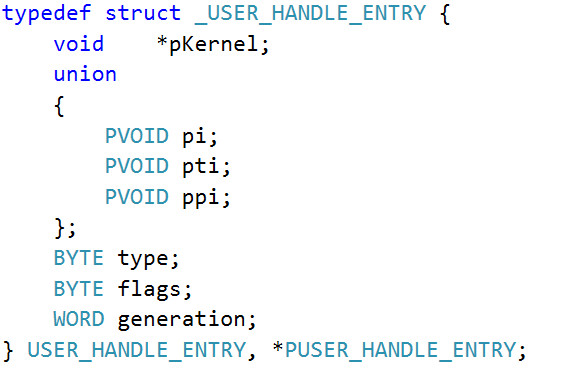 typedef struct _USER_HANDLE_ENTRY {
    void    *pKernel;
    union
    {
        PVOID pi;
        PVOID pti;
        PVOID ppi;
    };
    BYTE type;
    BYTE flags;
    WORD generation;
} USER_HANDLE_ENTRY, *PUSER_HANDLE_ENTRY;